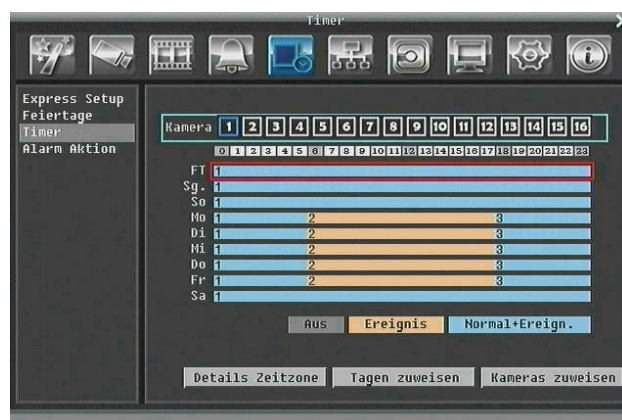 Timer
X
Express Setup
Feiertage
Timer
Alarm Aktion
Kamera 1 2 3 4 5 6 7 8 9 10 11 12 13 14 15 16
0 1 2 3 4 5 6 7 8 9 10 11 12 13 14 15 16 17 18 19 20 21 22 23
FT 1
Sg. 1
So 1
Mo 1 2 3
Di 1 2 3
Mi 1 2 3
Do 1 2 3
Fr 1 2 3
Sa 1
Aus Ereignis Normal+Ereign.
Details Zeitzone Tagen zuweisen Kameras zuweisen